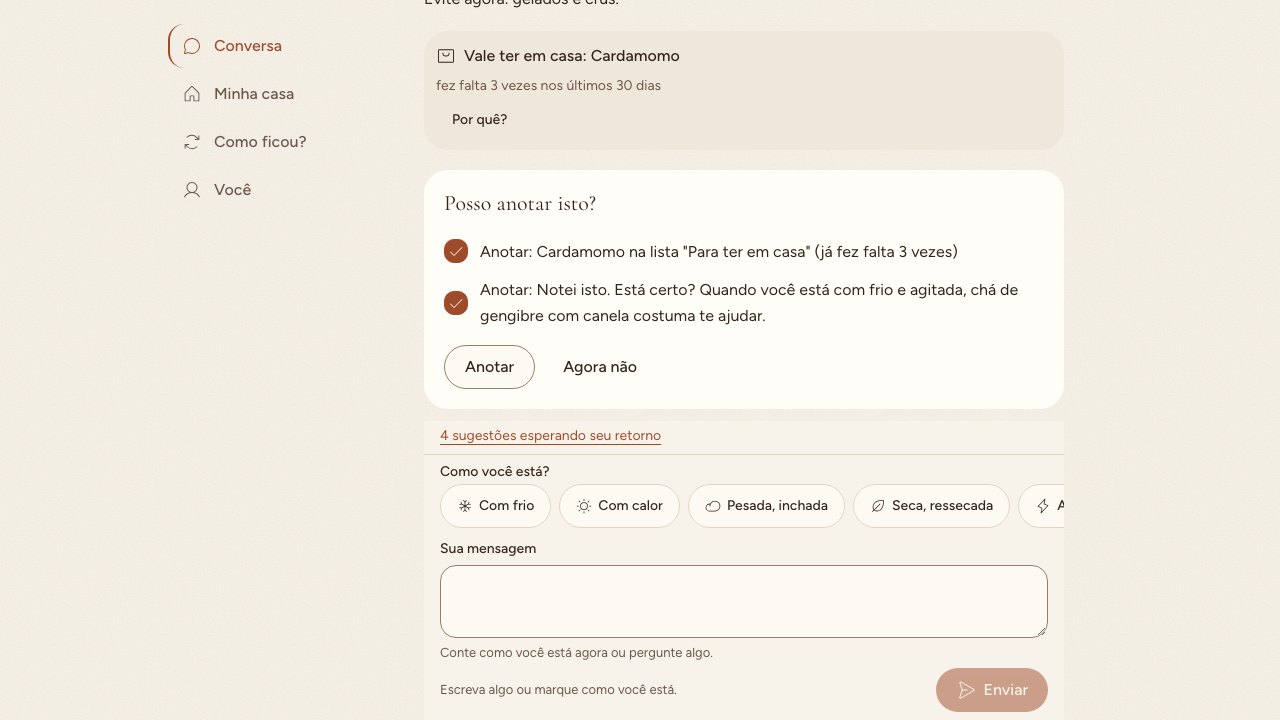 Evite agora: gelados e crus.
Conversa
Minha casa
Como ficou?
Você
Vale ter em casa: Cardamomo
fez falta 3 vezes nos últimos 30 dias
Por quê?
Posso anotar isto?
Anotar: Cardamomo na lista "Para ter em casa" (já fez falta 3 vezes)
Anotar: Notei isto. Está certo? Quando você está com frio e agitada, chá de
gengibre com canela costuma te ajudar.
Anotar
Agora não
4 sugestões esperando seu retorno
Como você está?
Com frio
Com calor
Pesada, inchada
Seca, ressecada
Sua mensagem
Conte como você está agora ou pergunte algo.
Escreva algo ou marque como você está.
Enviar